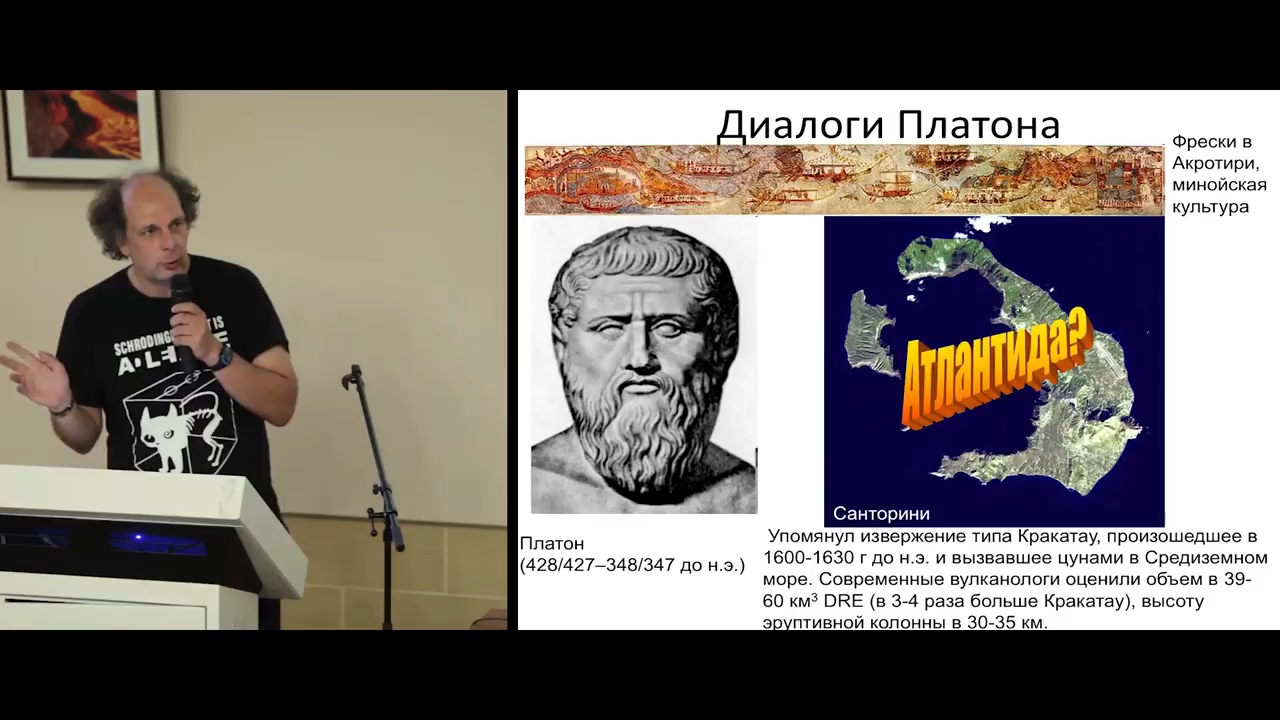 Диалоги Платона
Фрески в
Акротири,
минойская
культура
Атлантида?
Санторини
Платон
(428/427–348/347 до н.э.)
Упомянул извержение типа Кракатау, произошедшее в
1600-1630 г до н.э. и вызвавшее цунами в Средиземном
море. Современные вулканологи оценили объем в 39-
60 км³ DRE (в 3-4 раза больше Кракатау), высоту
эруптивной колонны в 30-35 км.